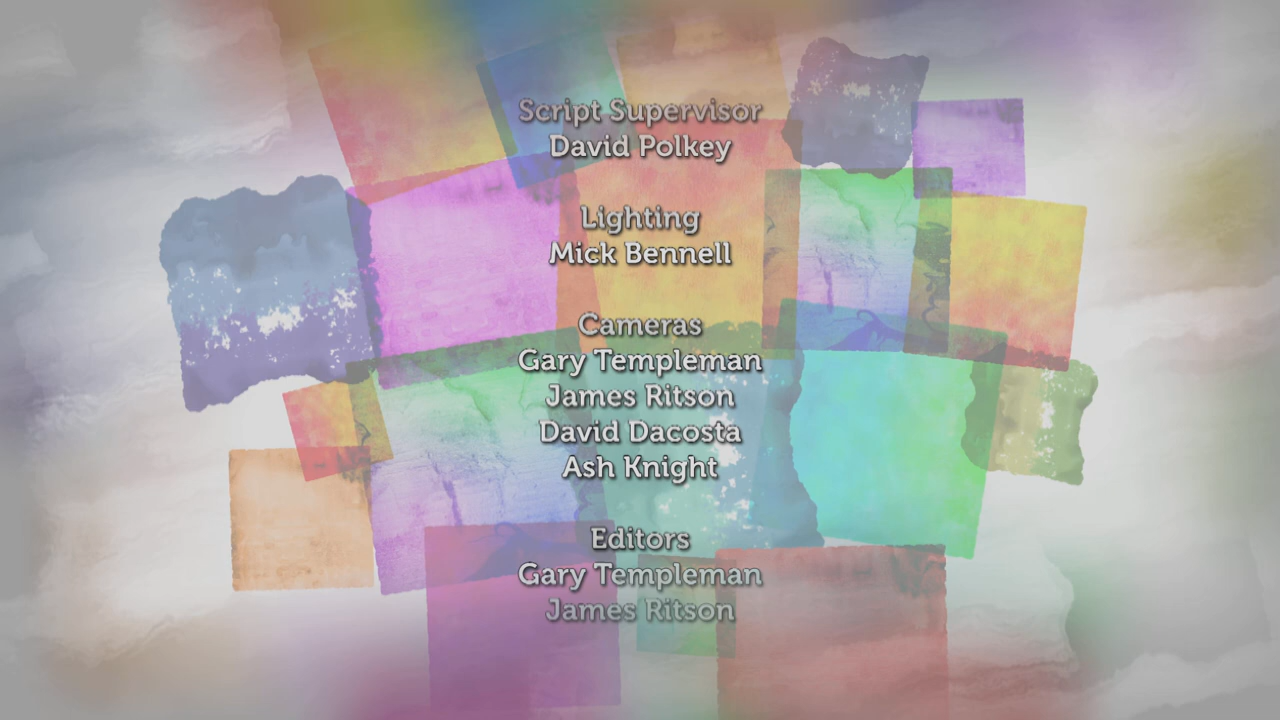 Script Supervisor
David Polkey
Lighting
Mick Bennell
Cameras
Gary Templeman
James Ritson
David Dacosta
Ash Knight
Editors
Gary Templeman
James Ritson